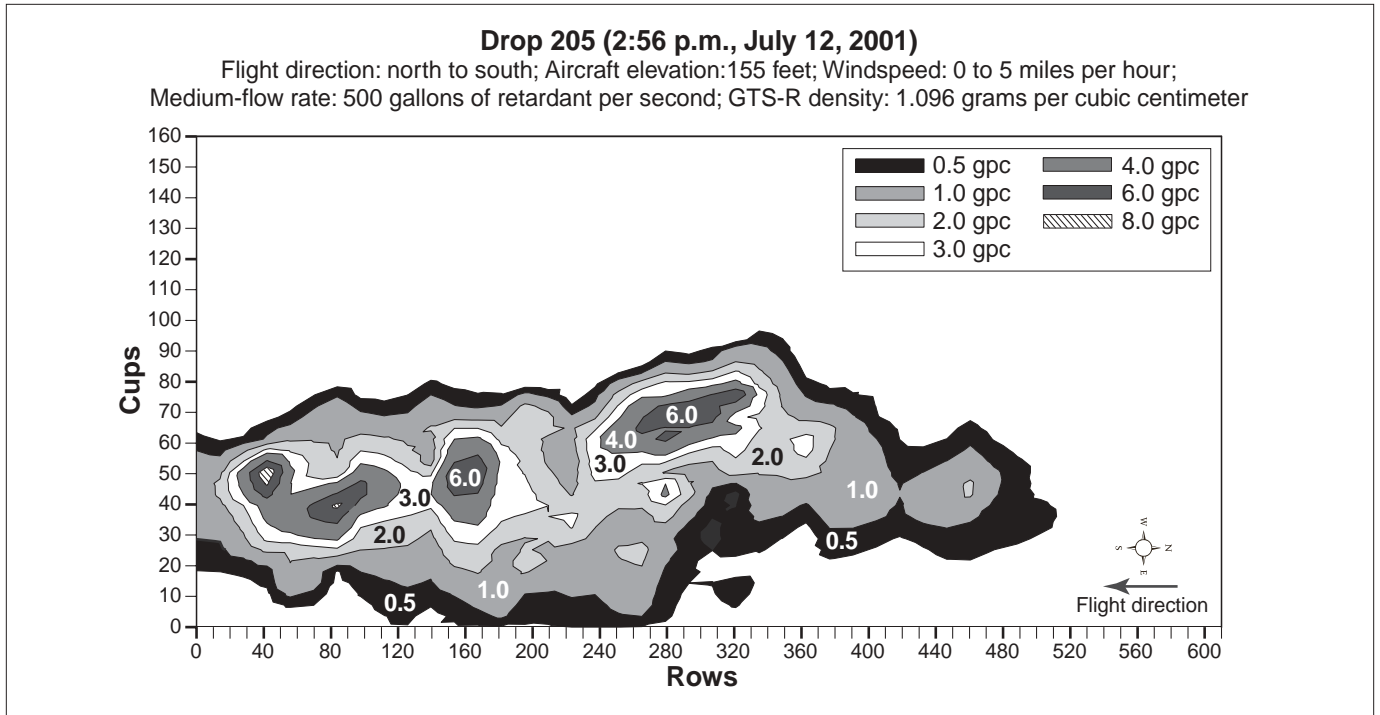 Drop 205 (2:56 p.m., July 12, 2001)
Flight direction: north to south; Aircraft elevation:155 feet; Windspeed: 0 to 5 miles per hour;
Medium-flow rate: 500 gallons of retardant per second; GTS-R density: 1.096 grams per cubic centimeter
160
150
140
130
120
110
100
90
80
70
60
50
40
30
20
10
0
Cups
0.5 gpc
1.0 gpc
2.0 gpc
3.0 gpc
4.0 gpc
6.0 gpc
8.0 gpc
6.0
4.0
3.0
2.0
6.0
3.0
1.0
2.0
0.5
1.0
0.5
W
S
N
E
Flight direction
0 40 80 120 160 200 240 280 320 360 400 440 480 520 560 600
Rows